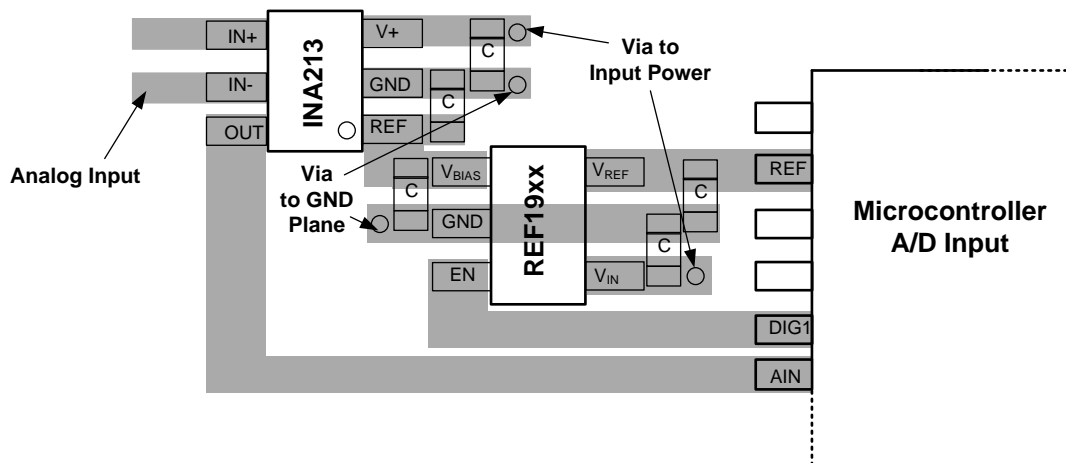 IN+
V+
C
Via to
Input Power
IN-
GND
C
INA213
OUT
REF
Analog Input
Via
to GND
Plane
VBIAS
VREF
REF
C
C
GND
C
REF19xx
Microcontroller
A/D Input
EN
VIN
DIG1
AIN